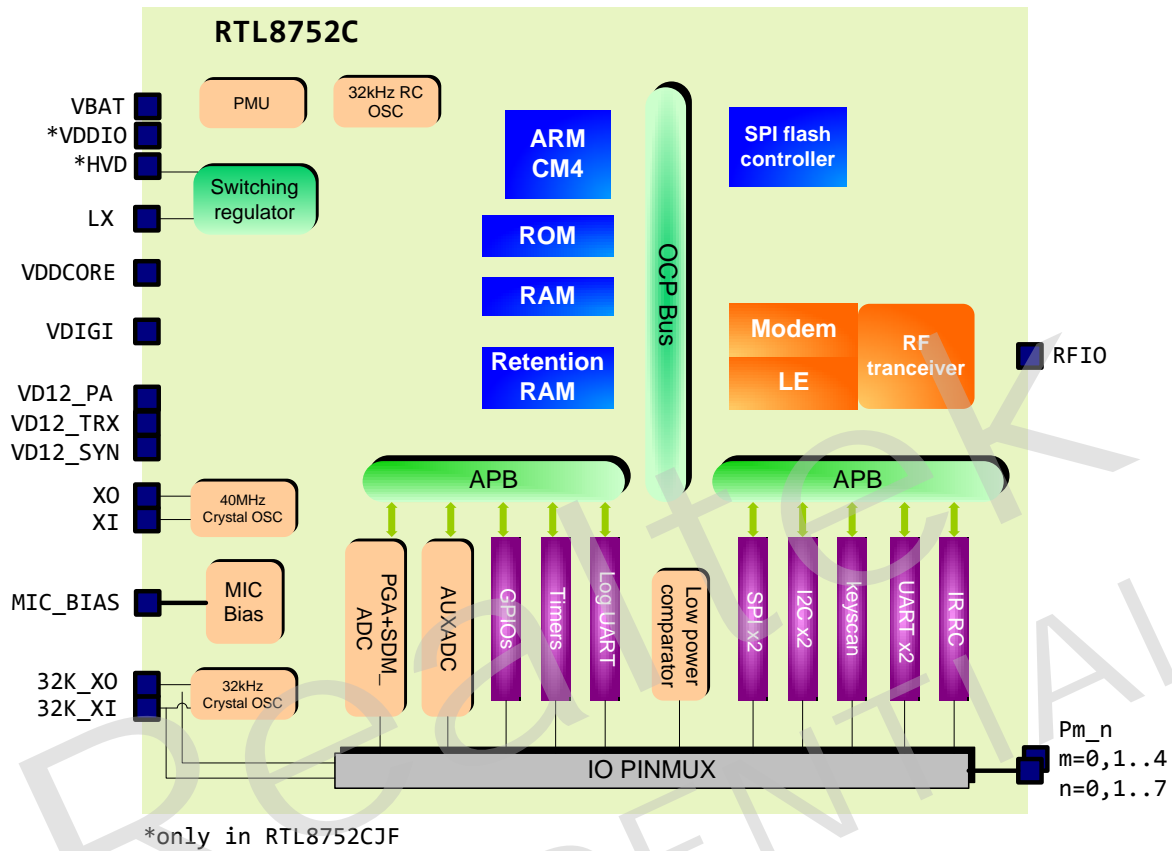 RTL8752C
VBAT
*VDDIO
*HVD
LX
VDDCORE
VDIGI
VD12_PA
VD12_TRX
VD12_SYN
XO
XI
MIC_BIAS
32K_XO
32K_XI
PMU
32kHz RC
OSC
Switching
regulator
40MHz
Crystal OSC
MIC
Bias
32kHz
Crystal OSC
ARM
CM4
ROM
RAM
Retention
RAM
OCP Bus
SPI flash
controller
Modem
LE
RF
tranceiver
RFIO
APB
APB
PGA+SDM_
ADC
AUXADC
GPIOs
Timers
Log UART
Low power
comparator
SPI x2
I2C x2
keyscan
UART x2
IR RC
IO PINMUX
Pm_n
m=0,1..4
n=0,1..7
*only in RTL8752CJF
Realtek